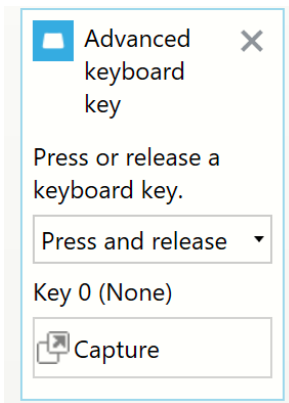 Advanced
keyboard
key
Press or release a
keyboard key.
Press and release
Key 0 (None)
Capture